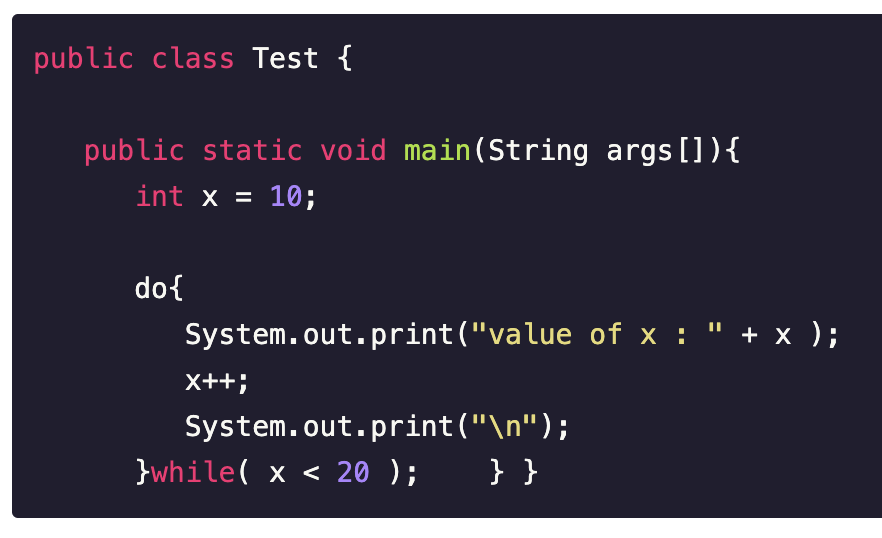 public class Test {
public static void main(String args[]){
int x = 10;
do{
System.out.print("value of x : " + x );
x++;
System.out.print("\n");
}while( x < 20 );    } }